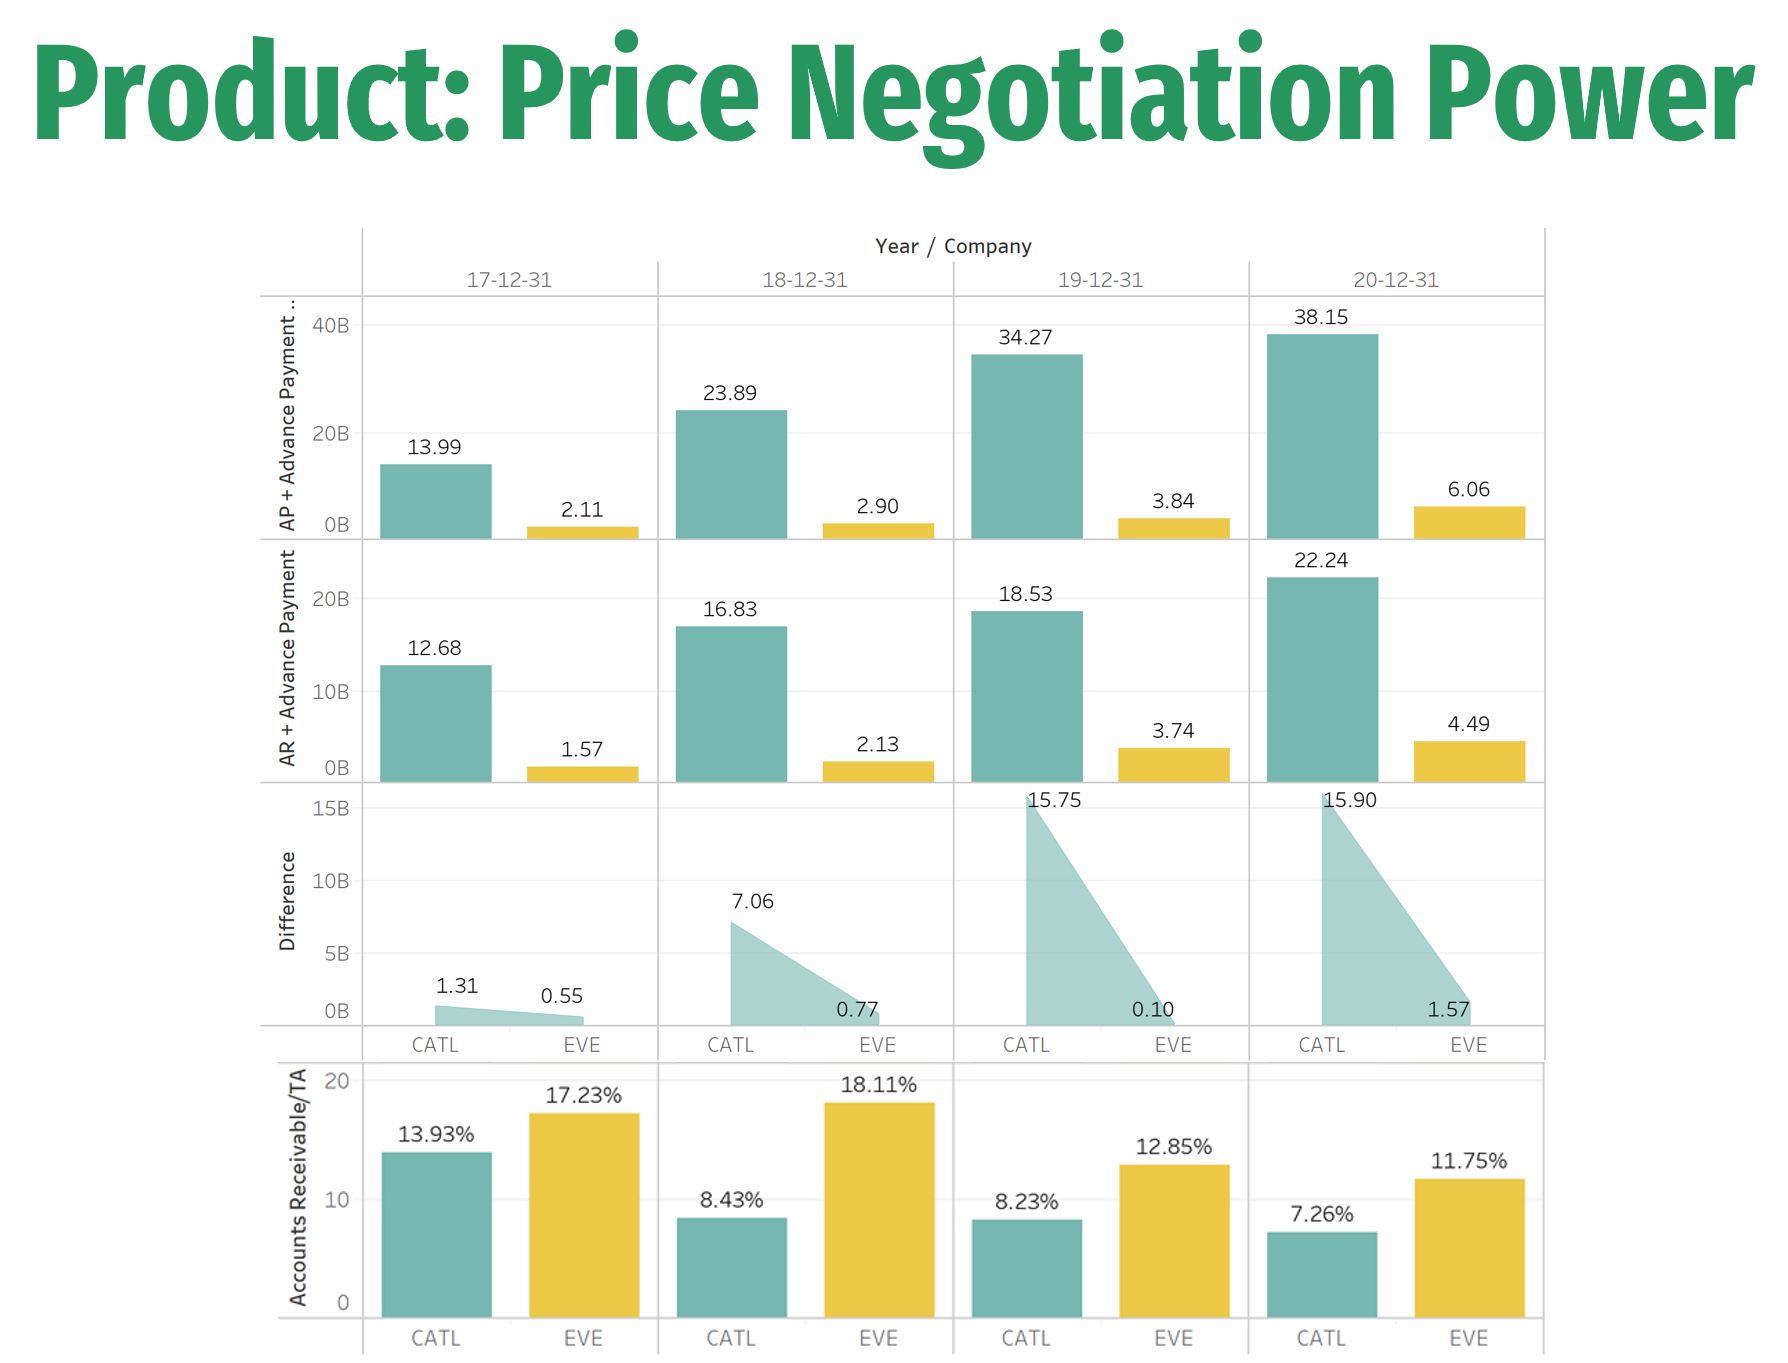 Product: Price Negotiation Power
Year / Company
17-12-31 18-12-31 19-12-31 20-12-31
AP + Advance Payment ..
40B
20B
0B
13.99 2.11 23.89 2.90 34.27 3.84 38.15 6.06
AR + Advance Payment
20B
10B
0B
12.68 1.57 16.83 2.13 18.53 3.74 22.24 4.49
Difference
15B
10B
5B
0B
1.31 0.55 7.06 0.77 15.75 0.10 15.90 1.57
CATL EVE CATL EVE CATL EVE CATL EVE
Accounts Receivable/TA
20
10
0
13.93% 17.23% 8.43% 18.11% 8.23% 12.85% 7.26% 11.75%
CATL EVE CATL EVE CATL EVE CATL EVE